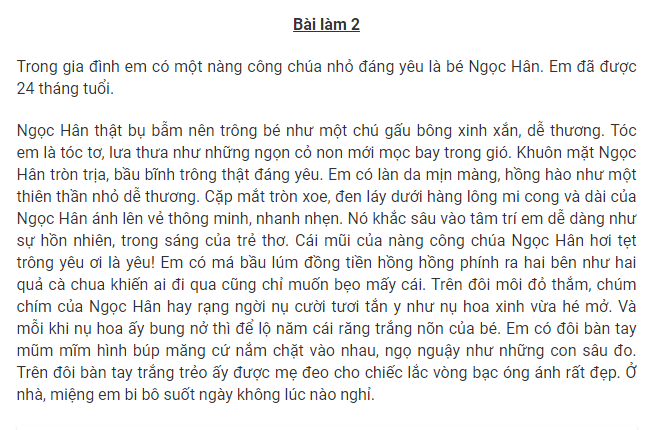 Bài làm 2
Trong gia đình em có một nàng công chúa nhỏ đáng yêu là bé Ngọc Hân. Em đã được
24 tháng tuổi.
Ngọc Hân thật bụ bẫm nên trông bé như một chú gấu bông xinh xắn, dễ thương. Tóc
em là tóc tơ, lưa thưa như những ngọn cỏ non mới mọc bay trong gió. Khuôn mặt Ngọc
Hân tròn trịa, bầu bĩnh trông thật đáng yêu. Em có làn da mịn màng, hồng hào như một
thiên thần nhỏ dễ thương. Cặp mắt tròn xoe, đen láy dưới hàng lông mi cong và dài của
Ngọc Hân ánh lên vẻ thông minh, nhanh nhẹn. Nó khắc sâu vào tâm trí em dễ dàng như
sự hồn nhiên, trong sáng của trẻ thơ. Cái mũi của nàng công chúa Ngọc Hân hơi tẹt
trông yêu ơi là yêu! Em có má bầu lúm đồng tiền hồng hồng phính ra hai bên như hai
quả cà chua khiến ai đi qua cũng chỉ muốn bẹo mấy cái. Trên đôi môi đỏ thắm, chúm
chím của Ngọc Hân hay rạng ngời nụ cười tươi tắn y như nụ hoa xinh vừa hé mở. Và
mỗi khi nụ hoa ấy bung nở thì để lộ năm cái răng trắng nõn của bé. Em có đôi bàn tay
mũm mĩm hình búp măng cứ nắm chặt vào nhau, ngọ nguậy như những con sâu đo.
Trên đôi bàn tay trắng trẻo ấy được mẹ đeo cho chiếc lắc vòng bạc óng ánh rất đẹp. Ở
nhà, miệng em bi bô suốt ngày không lúc nào nghỉ.